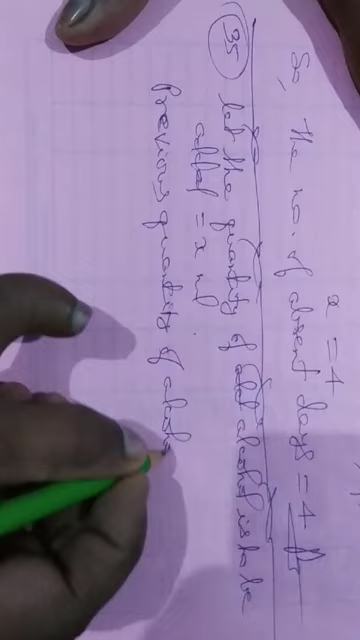 x = 4
So, the no. of absent days = 4
35 let the quantity of alcohol is to be
added = x ml.
Previous quantity of alcoho